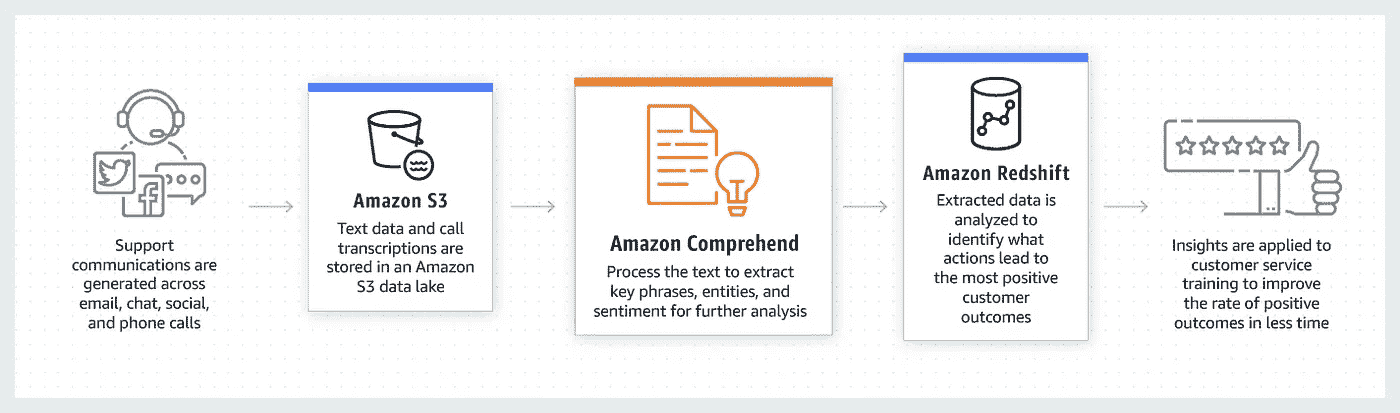 Support
communications are
generated across
email, chat, social,
and phone calls
Amazon S3
Text data and call
transcriptions are
stored in an Amazon
S3 data lake
Amazon Comprehend
Process the text to extract
key phrases, entities, and
sentiment for further analysis
Amazon Redshift
Extracted data is
analyzed to
identify what
actions lead to
the most positive
customer
outcomes
Insights are applied to
customer service
training to improve
the rate of positive
outcomes in less time